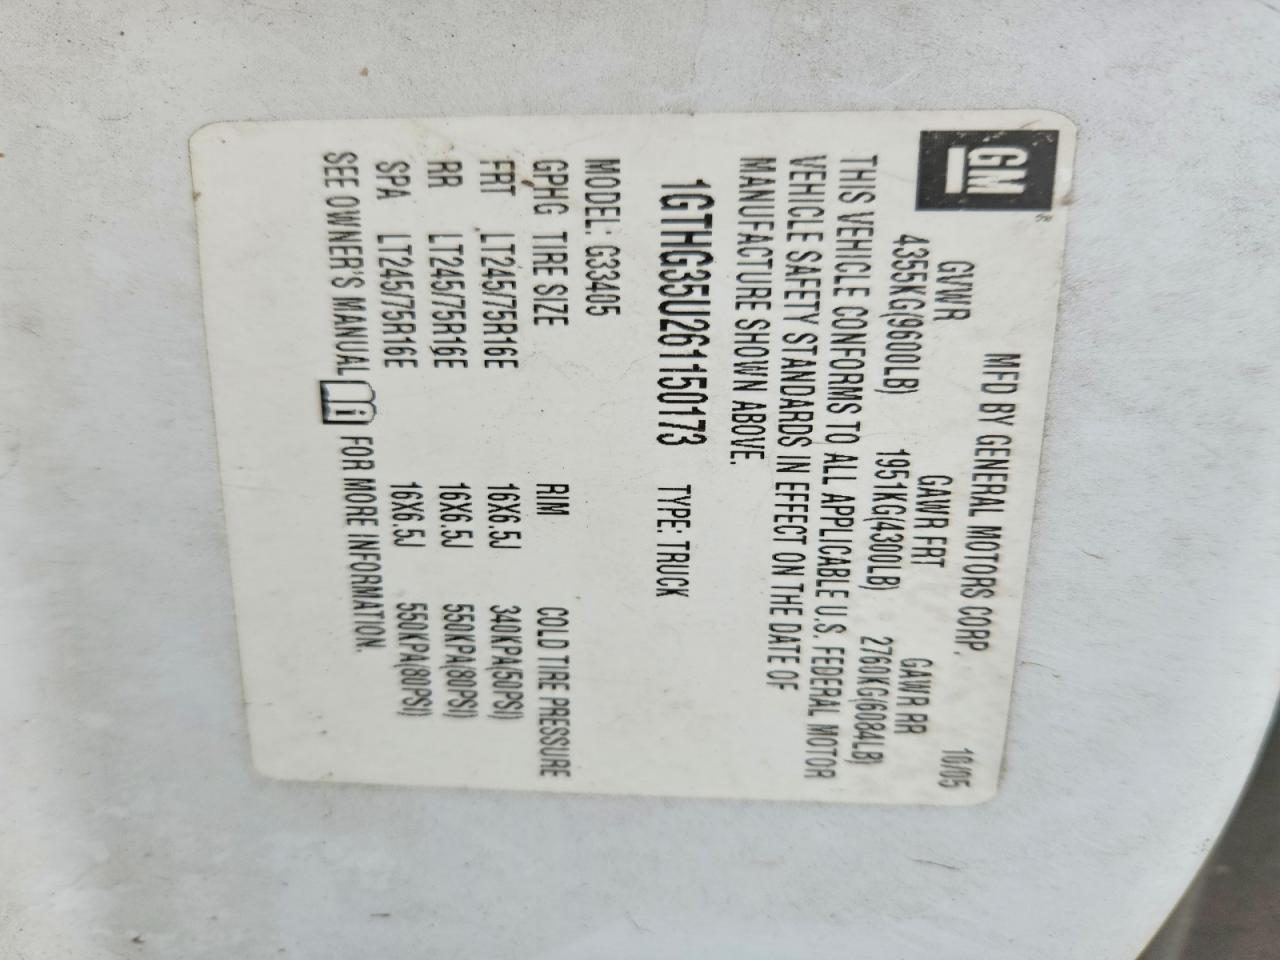 GM®
MFD BY GENERAL MOTORS CORP. 10/05
GVWR GAWR FRT GAWR RR
4355KG(9600LB) 1951KG(4300LB) 2760KG(6084LB)
THIS VEHICLE CONFORMS TO ALL APPLICABLE U.S. FEDERAL MOTOR
VEHICLE SAFETY STANDARDS IN EFFECT ON THE DATE OF
MANUFACTURE SHOWN ABOVE.
1GTHG35U261150173 TYPE: TRUCK
MODEL: G33405
GPHG TIRE SIZE RIM COLD TIRE PRESSURE
FRT LT245/75R16E 16X6.5J 340KPA(50PSI)
RR LT245/75R16E 16X6.5J 550KPA(80PSI)
SPA LT245/75R16E 16X6.5J 550KPA(80PSI)
SEE OWNER'S MANUAL i FOR MORE INFORMATION.